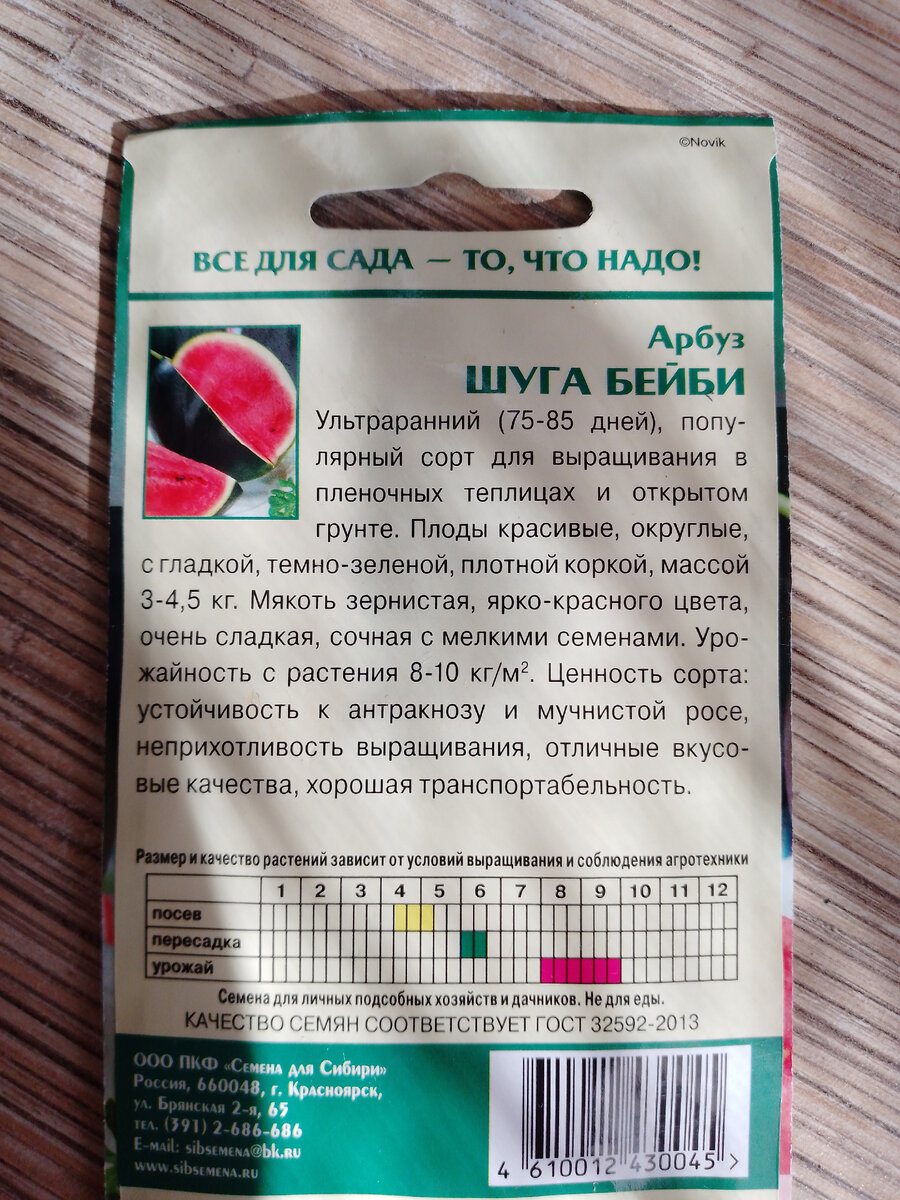 ©Novik
ВСЕ ДЛЯ САДА — ТО, ЧТО НАДО!
Арбуз
ШУГА БЕЙБИ
Ультраранний (75-85 дней), попу-
лярный сорт для выращивания в
пленочных теплицах и открытом
грунте. Плоды красивые, округлые,
с гладкой, темно-зеленой, плотной коркой, массой
3-4,5 кг. Мякоть зернистая, ярко-красного цвета,
очень сладкая, сочная с мелкими семенами. Уро-
жайность с растения 8-10 кг/м². Ценность сорта:
устойчивость к антракнозу и мучнистой росе,
неприхотливость выращивания, отличные вкусо-
вые качества, хорошая транспортабельность.
Размер и качество растений зависит от условий выращивания и соблюдения агротехники
1 2 3 4 5 6 7 8 9 10 11 12
посев
пересадка
урожай
Семена для личных подсобных хозяйств и дачников. Не для еды.
КАЧЕСТВО СЕМЯН СООТВЕТСТВУЕТ ГОСТ 32592-2013
ООО ПКФ «Семена для Сибири»
Россия, 660048, г. Красноярск,
ул. Брянская 2-я, 65
тел. (391) 2-686-686
E-mail: sibsemena@bk.ru
www.sibsemena.ru
4 610012 430045 >